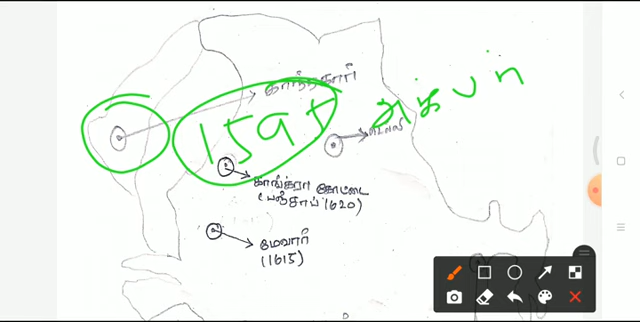 காந்தகார்
1595
அக்பர்
காங்க்ரா கோட்டை
(பஞ்சாப் 1620)
மேவார்
(1615)